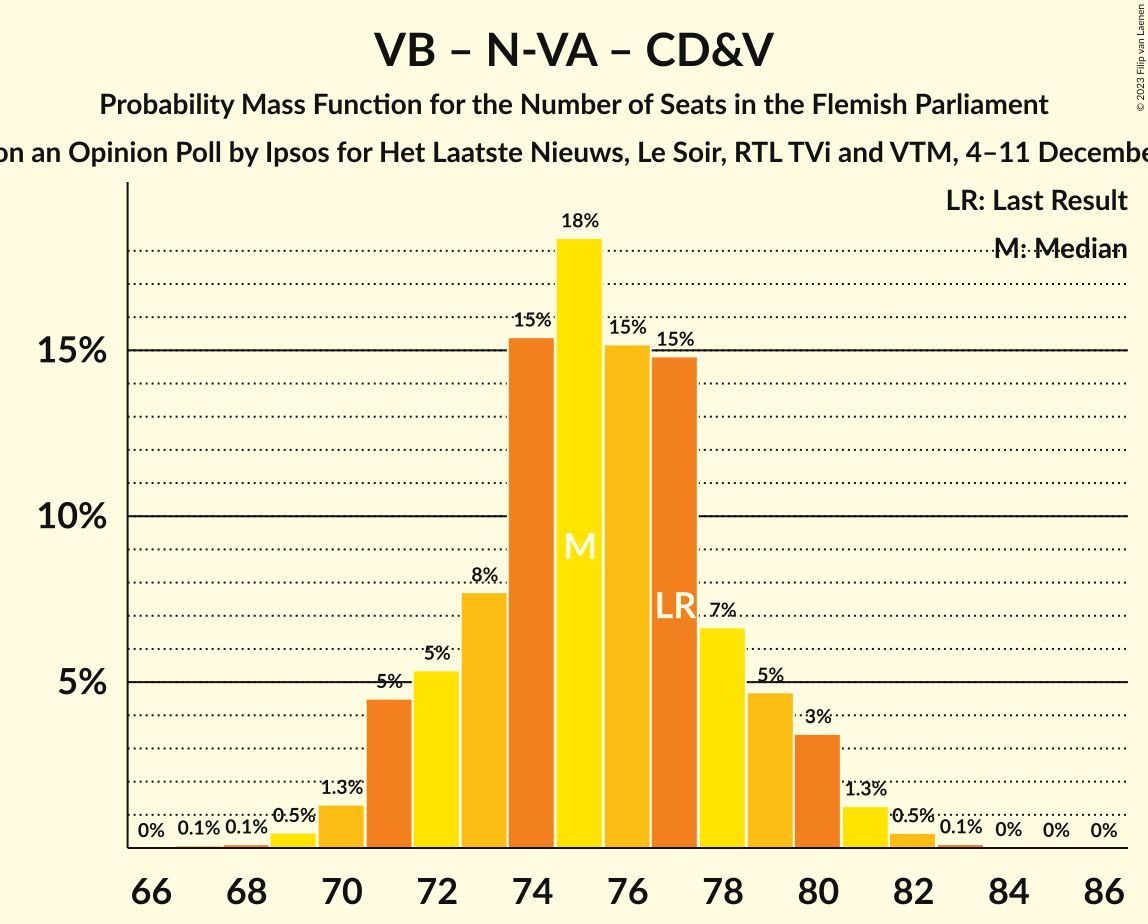 VB – N-VA – CD&V
Probability Mass Function for the Number of Seats in the Flemish Parliament
on an Opinion Poll by Ipsos for Het Laatste Nieuws, Le Soir, RTL TVi and VTM, 4–11 Decembe
© 2023 Filip van Laenen
LR: Last Result
M: Median
18%
15%
15%
15%
15%
10%
M
8%
LR
7%
5%
5%
5%
5%
3%
1.3%
1.3%
0%
0.1%
0.1%
0.5%
0.5%
0.1%
0%
0%
0%
66 68 70 72 74 76 78 80 82 84 86